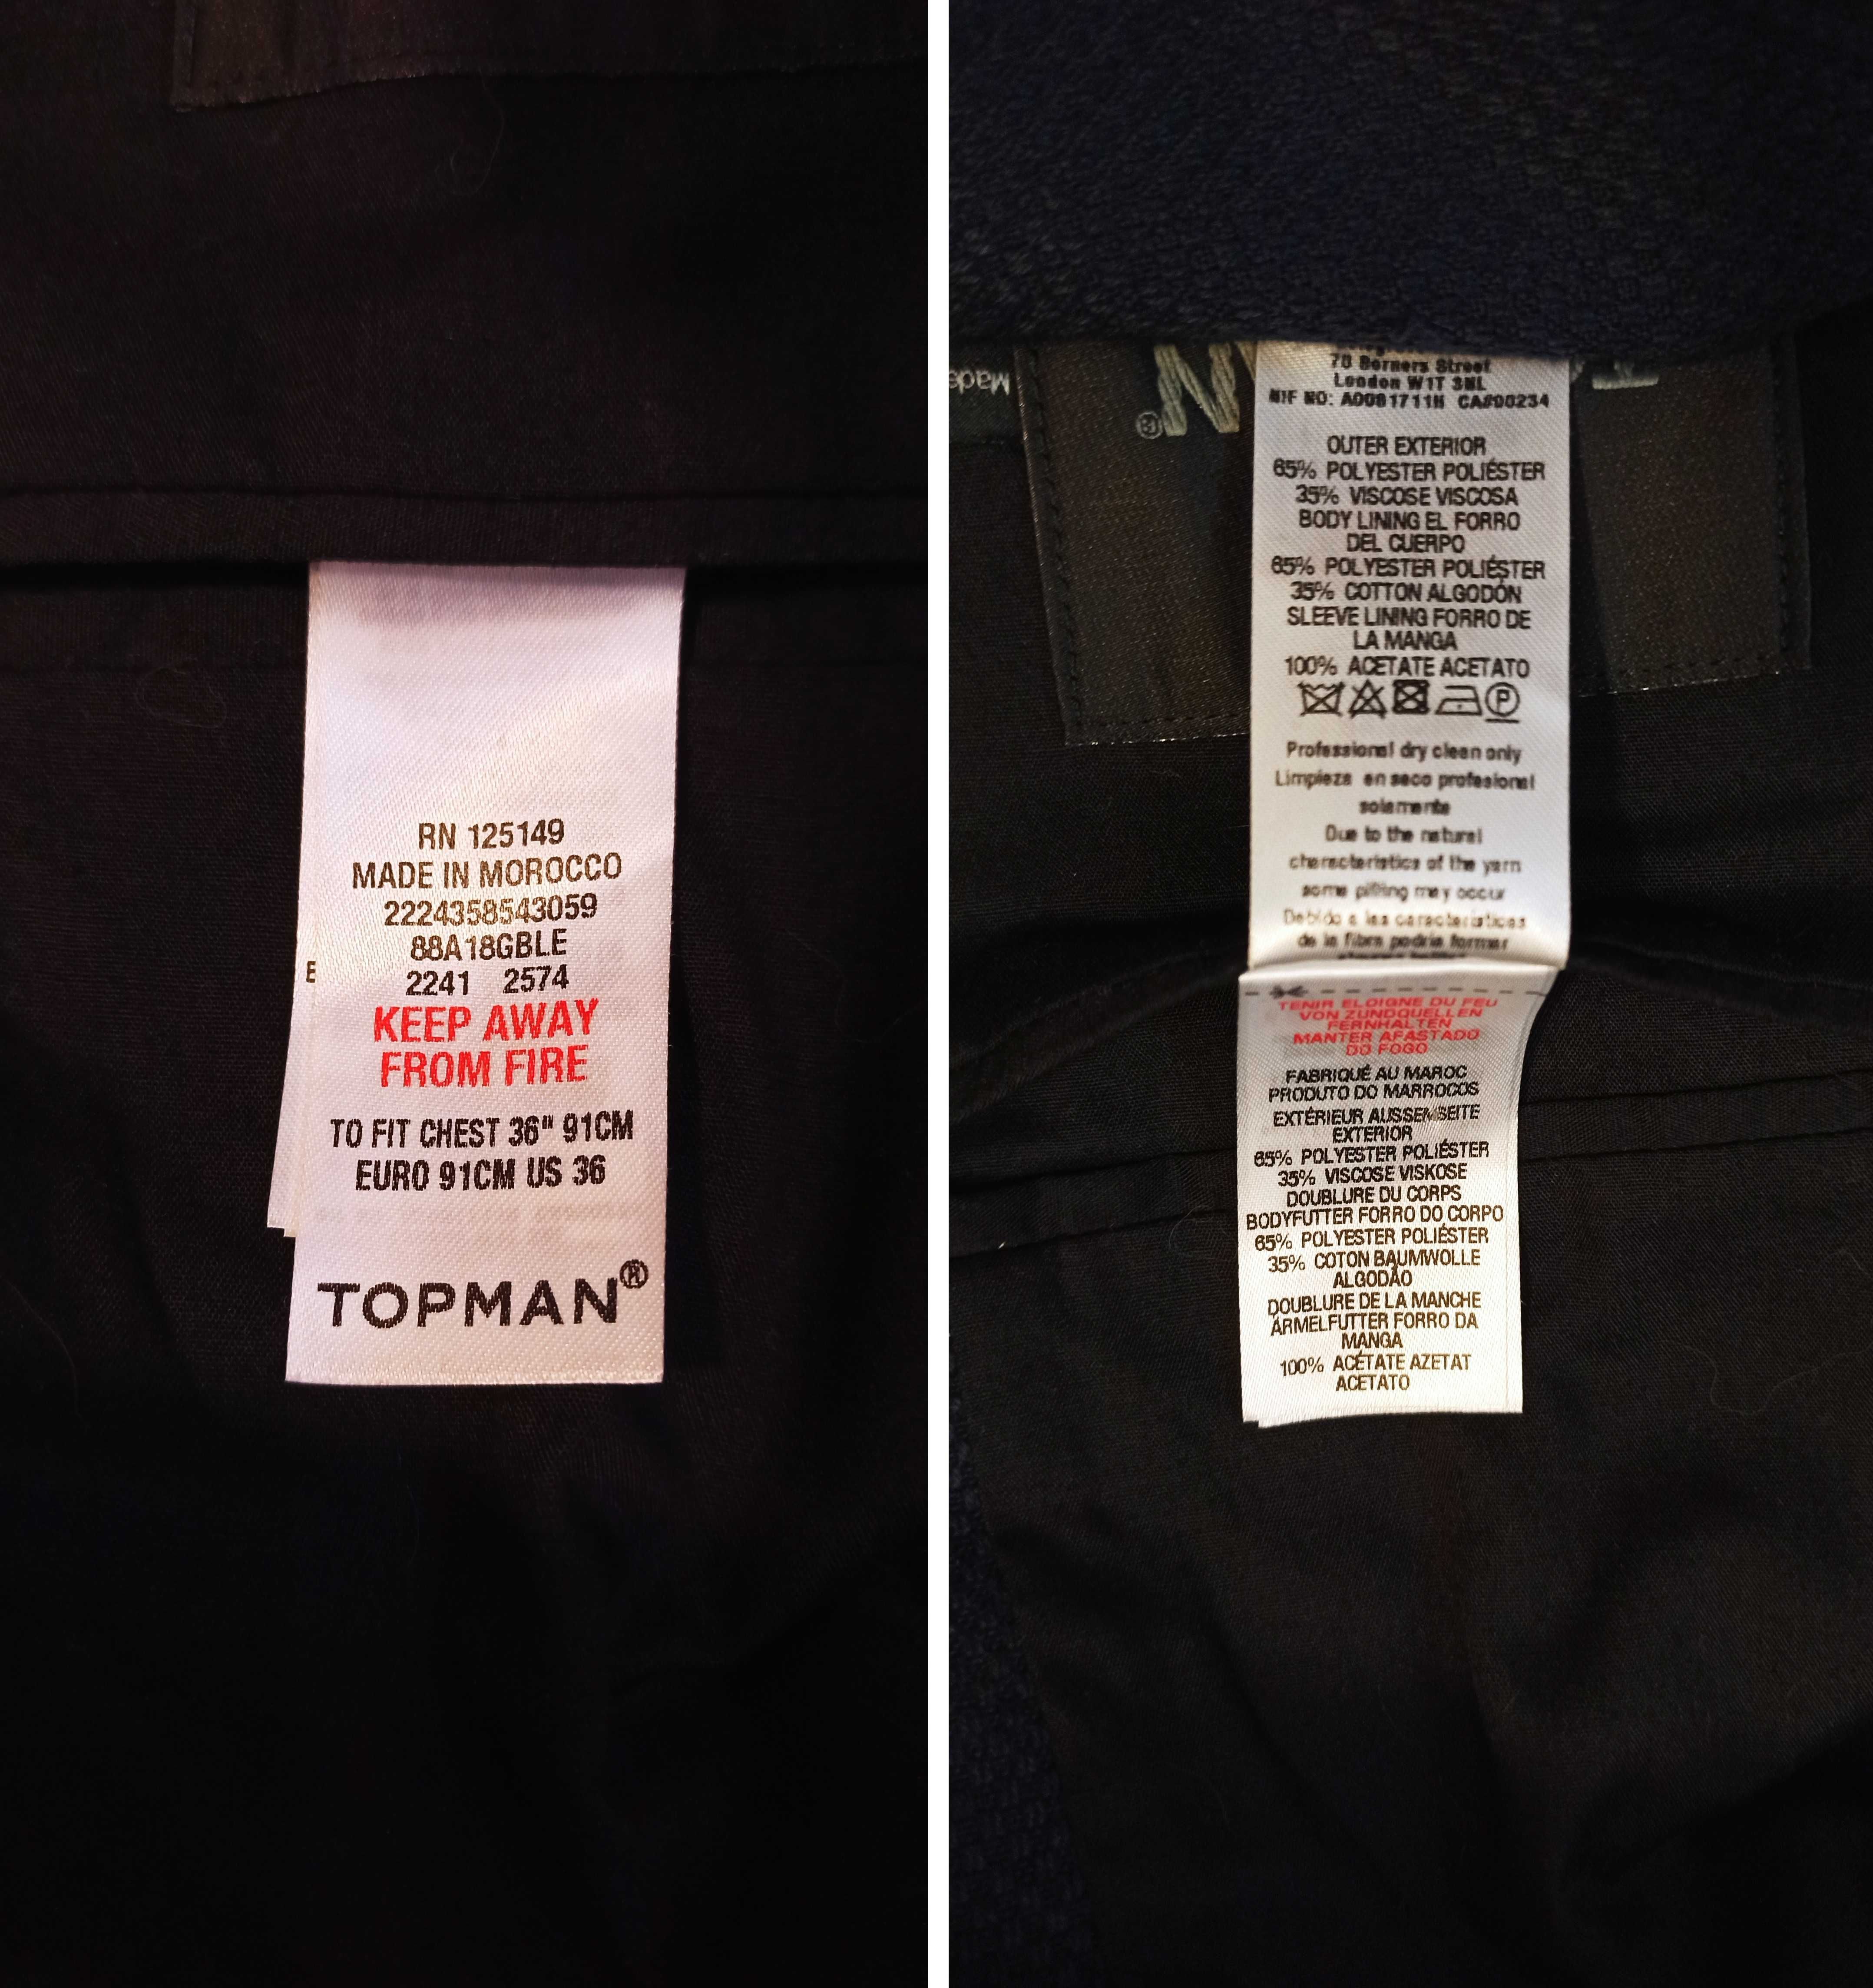 RN 125149
MADE IN MOROCCO
2224358543059
88A18GBLE
E
2241 2574
KEEP AWAY
FROM FIRE
TO FIT CHEST 36" 91CM
EURO 91CM US 36
TOPMAN®
Made
N®
70 Berners Street
London W1T 3NL
CA#00234
OUTER EXTERIOR
65% POLYESTER POLIÉSTER
35% VISCOSE VISCOSA
BODY LINING EL FORRO
DEL CUERPO
65% POLYESTER POLIÉSTER
35% COTTON ALGODÓN
SLEEVE LINING FORRO DE
LA MANGA
100% ACETATE ACETATO
P
Professional dry clean only
Limpieza en seco profesional
solamente
Due to the natural
characteristics of the yarn
some pilling may occur
Debido a las caracteristicas
de la fibra podria formar
TENIR ELOIGNE DU FEU
VON ZUNDQUELLEN
FERNHALTEN
MANTER AFASTADO
DO FOGO
FABRIQUÉ AU MAROC
PRODUTO DO MARROCOS
EXTÉRIEUR AUSSEMSEITE
EXTERIOR
65% POLYESTER POLIÉSTER
35% VISCOSE VISKOSE
DOUBLURE DU CORPS
BODYFUTTER FORRO DO CORPO
65% POLYESTER POLIÉSTER
35% COTON BAUMWOLLE
ALGODÃO
DOUBLURE DE LA MANCHE
ÄRMELFUTTER FORRO DA
MANGA
100% ACÉTATE AZETAT
ACETATO